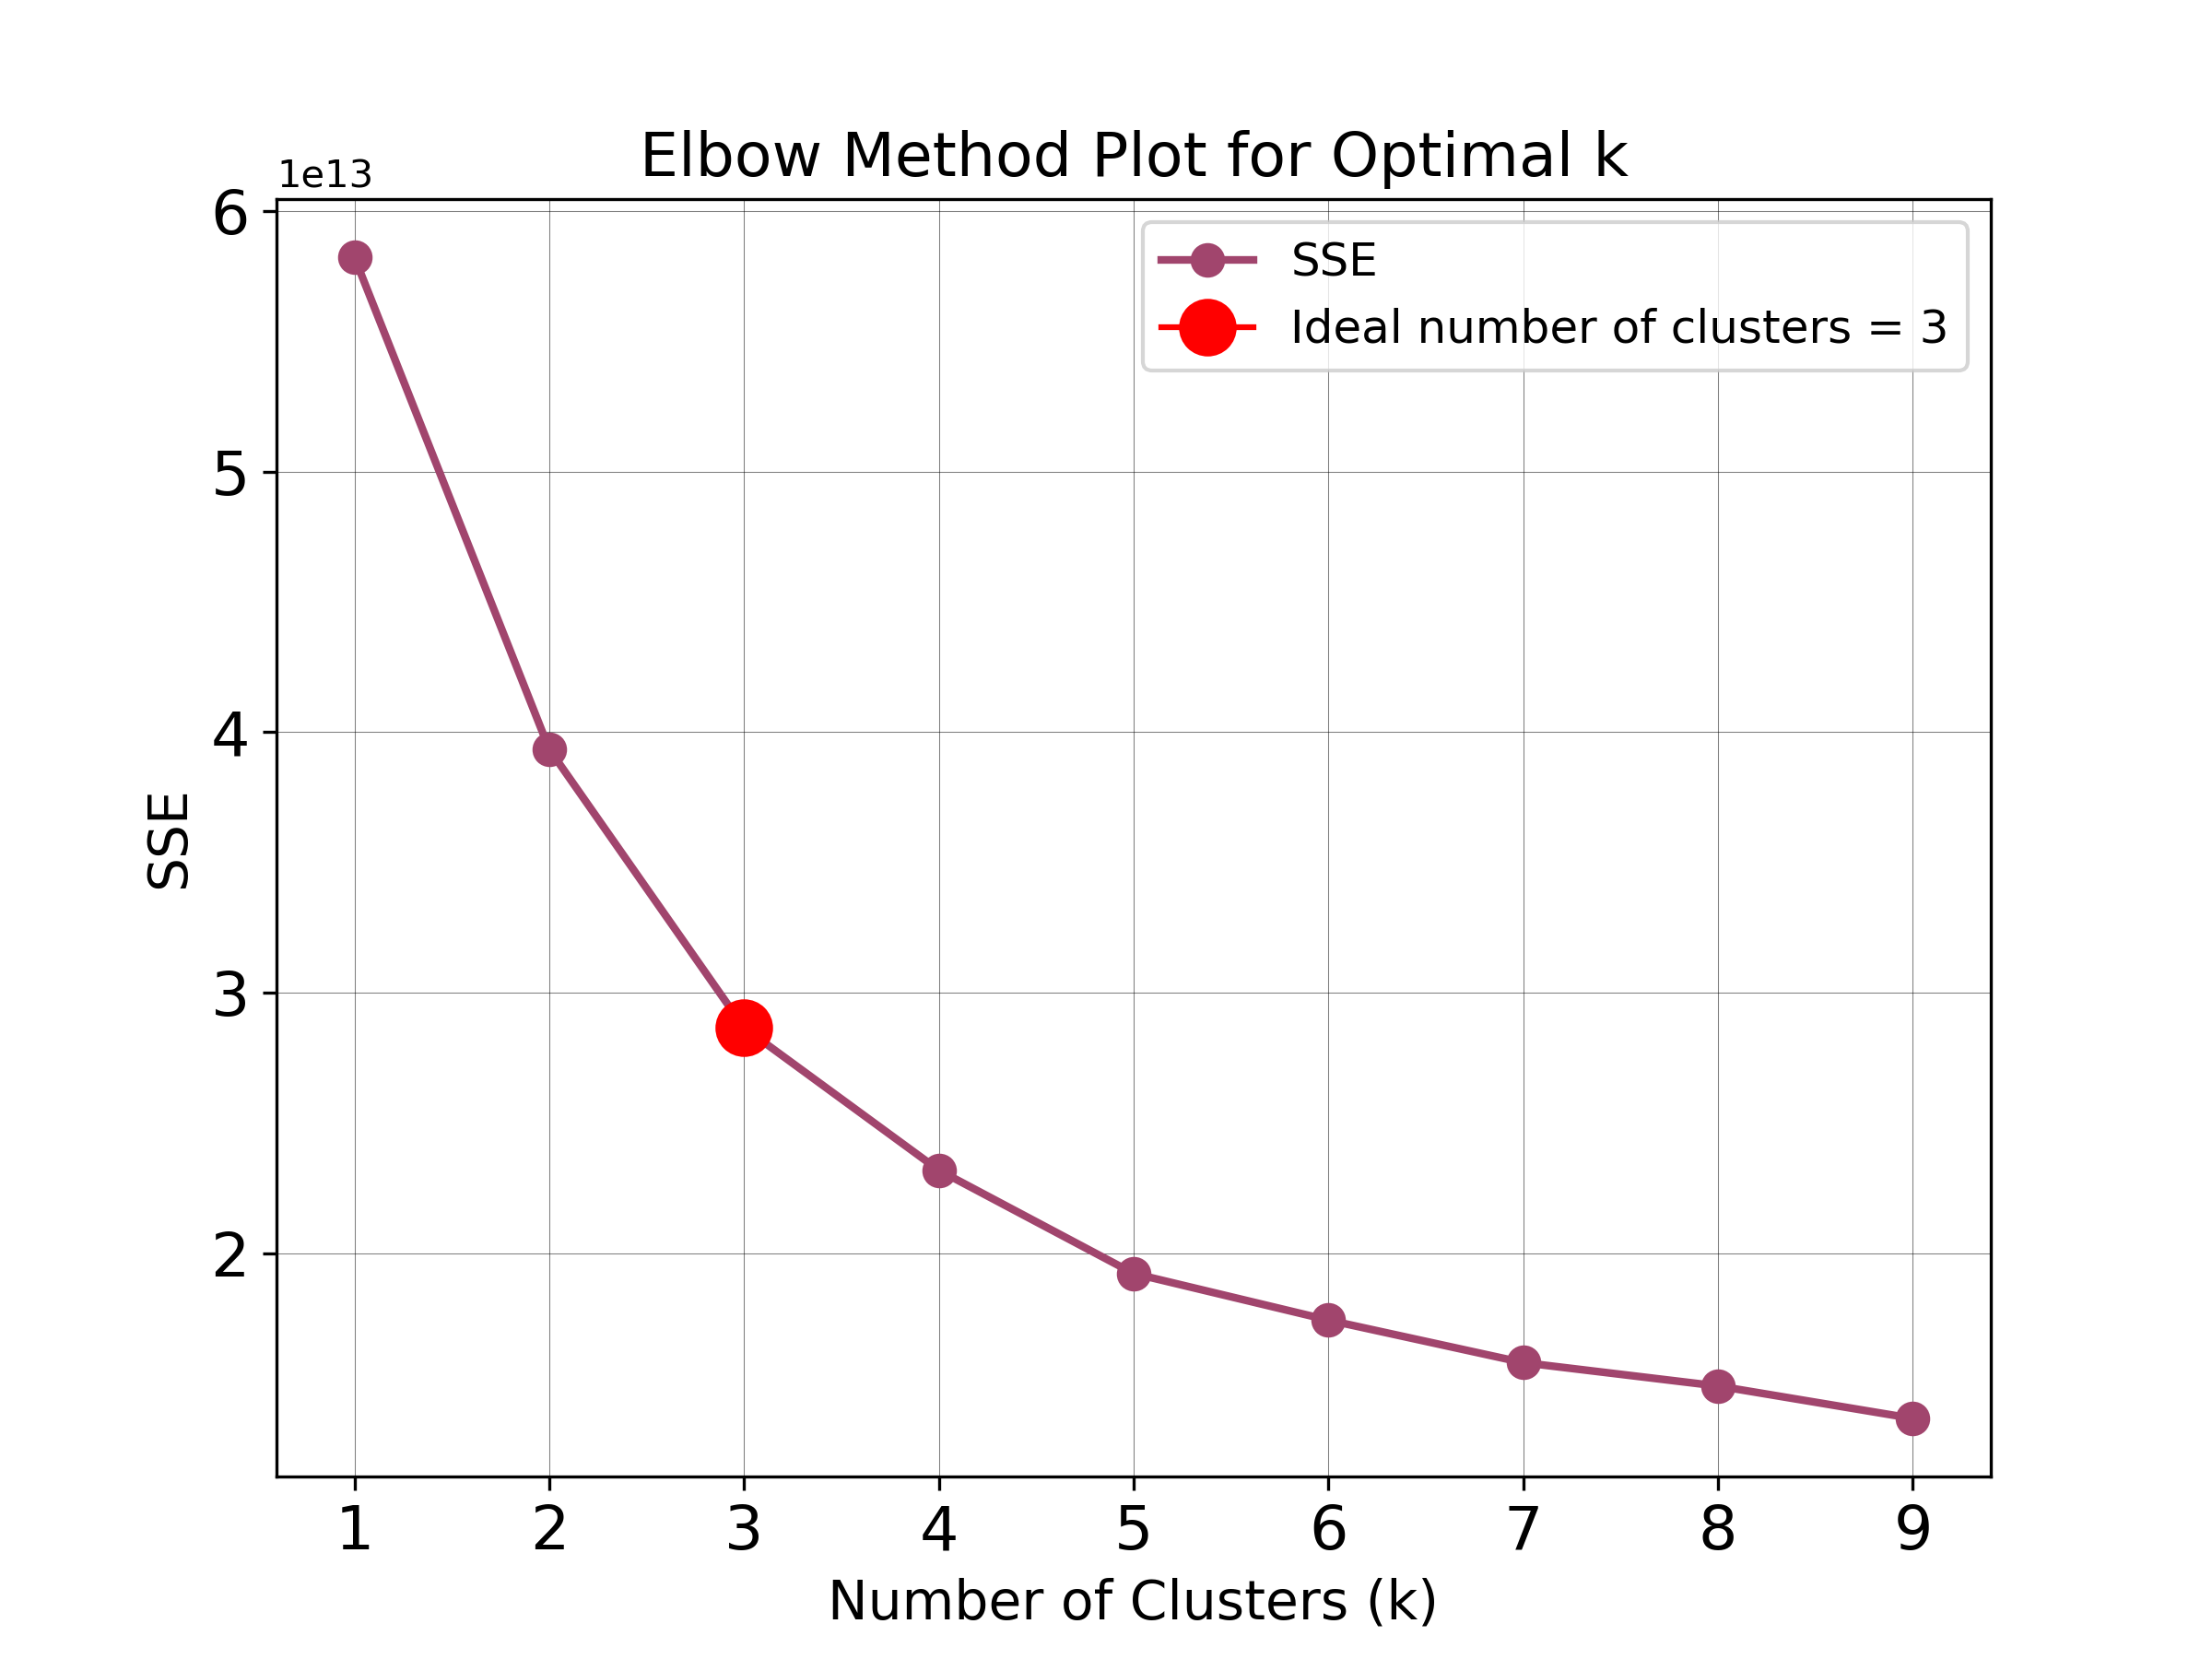 Elbow Method Plot for Optimal k
1e13
6
5
4
3
2
SSE
SSE
Ideal number of clusters = 3
1 2 3 4 5 6 7 8 9
Number of Clusters (k)